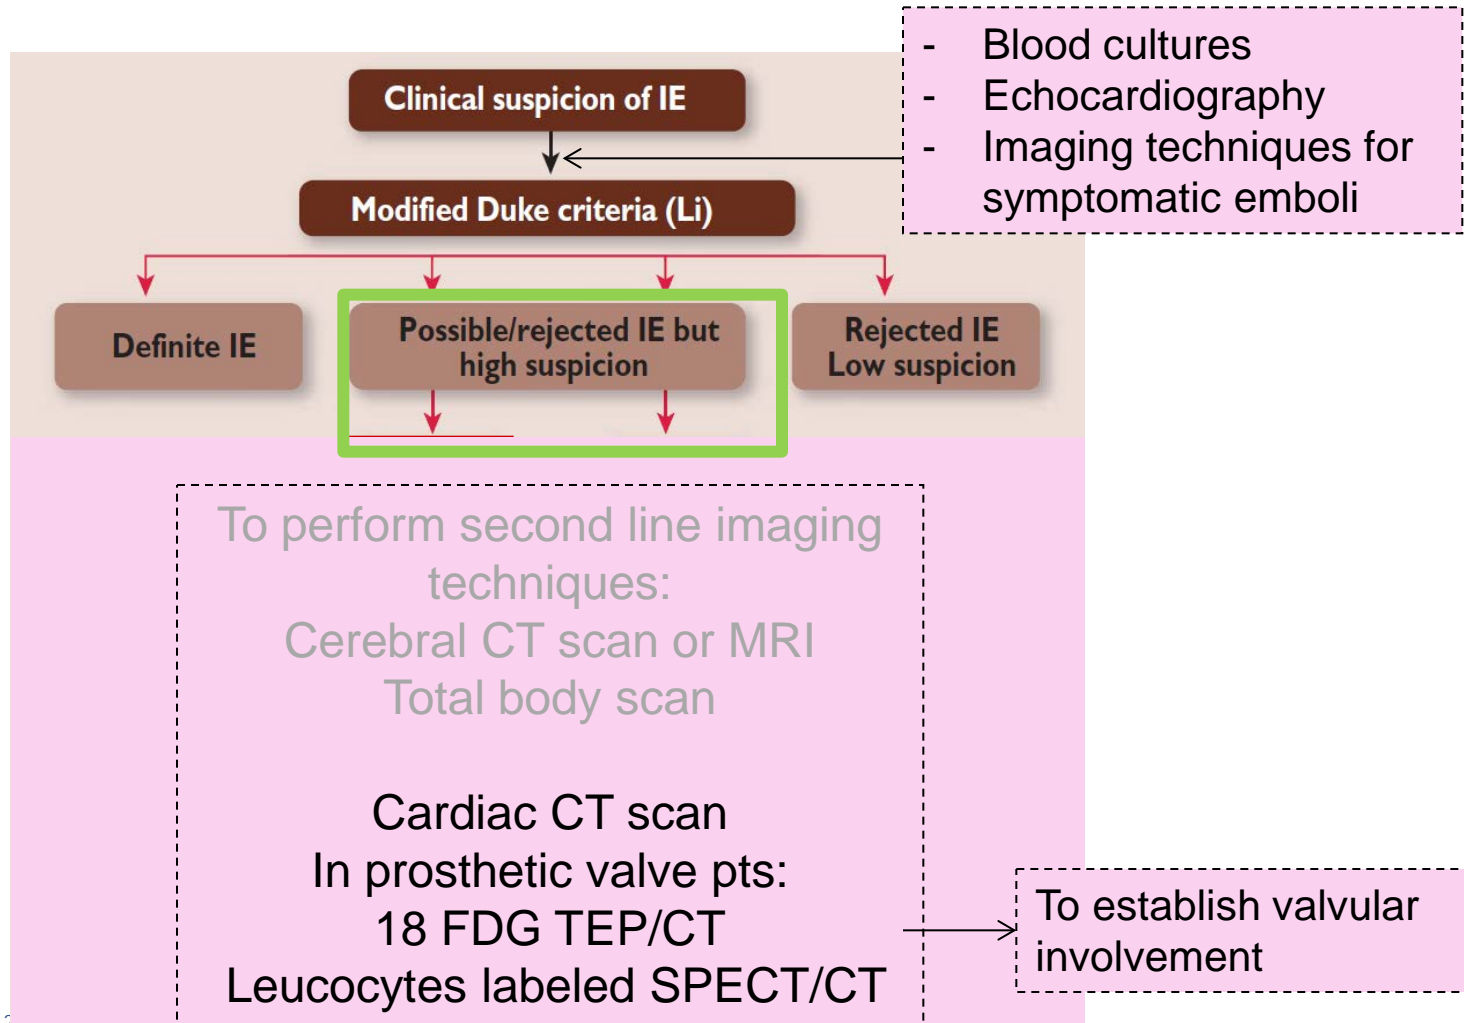 - Blood cultures
- Echocardiography
- Imaging techniques for
symptomatic emboli
Clinical suspicion of IE
Modified Duke criteria (Li)
Definite IE
Possible/rejected IE but
high suspicion
Rejected IE
Low suspicion
To perform second line imaging
techniques:
Cerebral CT scan or MRI
Total body scan
Cardiac CT scan
In prosthetic valve pts:
18 FDG TEP/CT
Leucocytes labeled SPECT/CT
To establish valvular
involvement